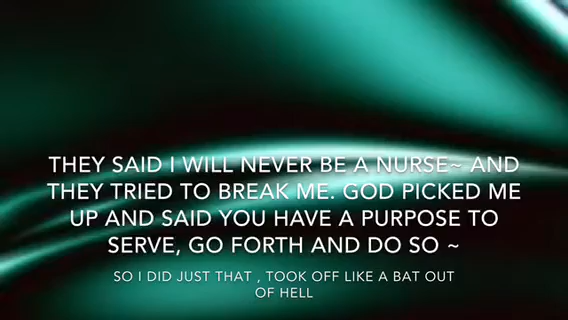 THEY SAID I WILL NEVER BE A NURSE~ AND
THEY TRIED TO BREAK ME. GOD PICKED ME
UP AND SAID YOU HAVE A PURPOSE TO
SERVE, GO FORTH AND DO SO ~
SO I DID JUST THAT , TOOK OFF LIKE A BAT OUT
OF HELL